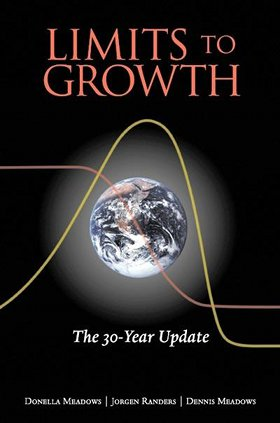 LIMITS TO
GROWTH
The 30-Year Update
DONELLA MEADOWS | JORGEN RANDERS | DENNIS MEADOWS